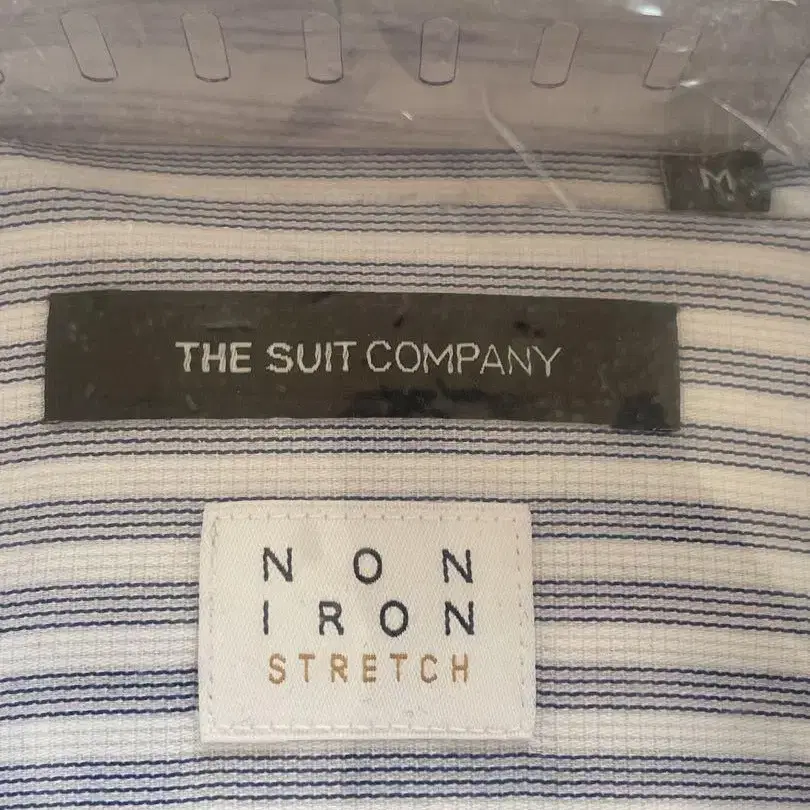 M
THE SUIT COMPANY
NON
IRON
STRETCH